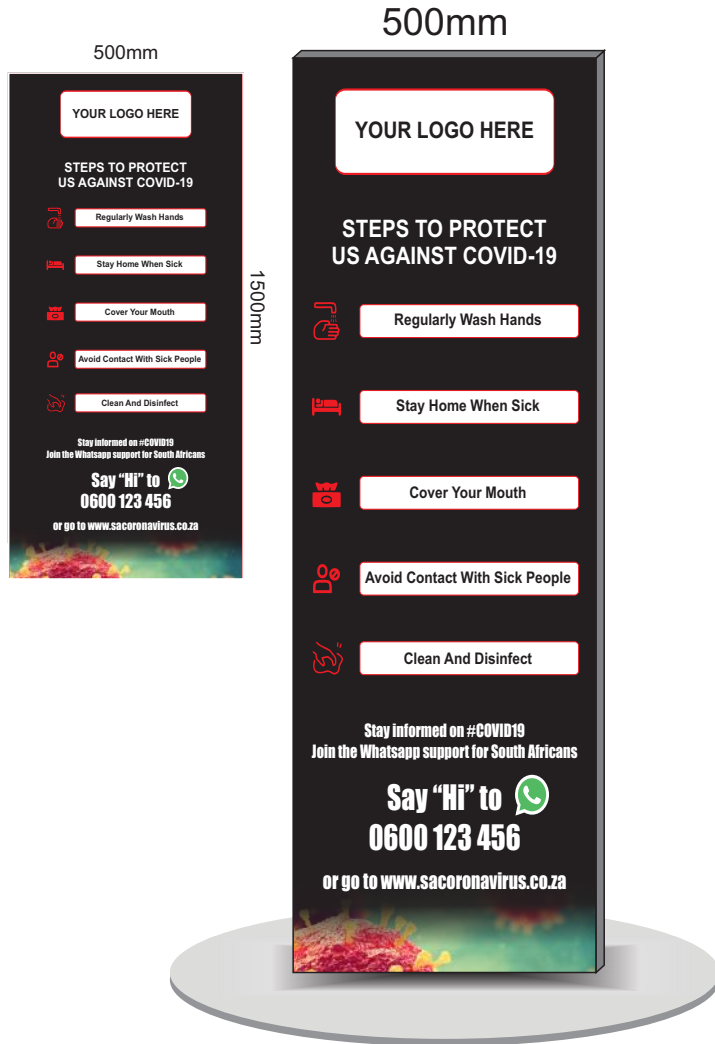 500mm
YOUR LOGO HERE
STEPS TO PROTECT
US AGAINST COVID-19
Regularly Wash Hands
Stay Home When Sick
Cover Your Mouth
Avoid Contact With Sick People
Clean And Disinfect
Stay informed on #COVID19
Join the Whatsapp support for South Africans
Say “Hi” to
0600 123 456
or go to www.sacoronavirus.co.za
1500mm
500mm
YOUR LOGO HERE
STEPS TO PROTECT
US AGAINST COVID-19
Regularly Wash Hands
Stay Home When Sick
Cover Your Mouth
Avoid Contact With Sick People
Clean And Disinfect
Stay informed on #COVID19
Join the Whatsapp support for South Africans
Say “Hi” to
0600 123 456
or go to www.sacoronavirus.co.za